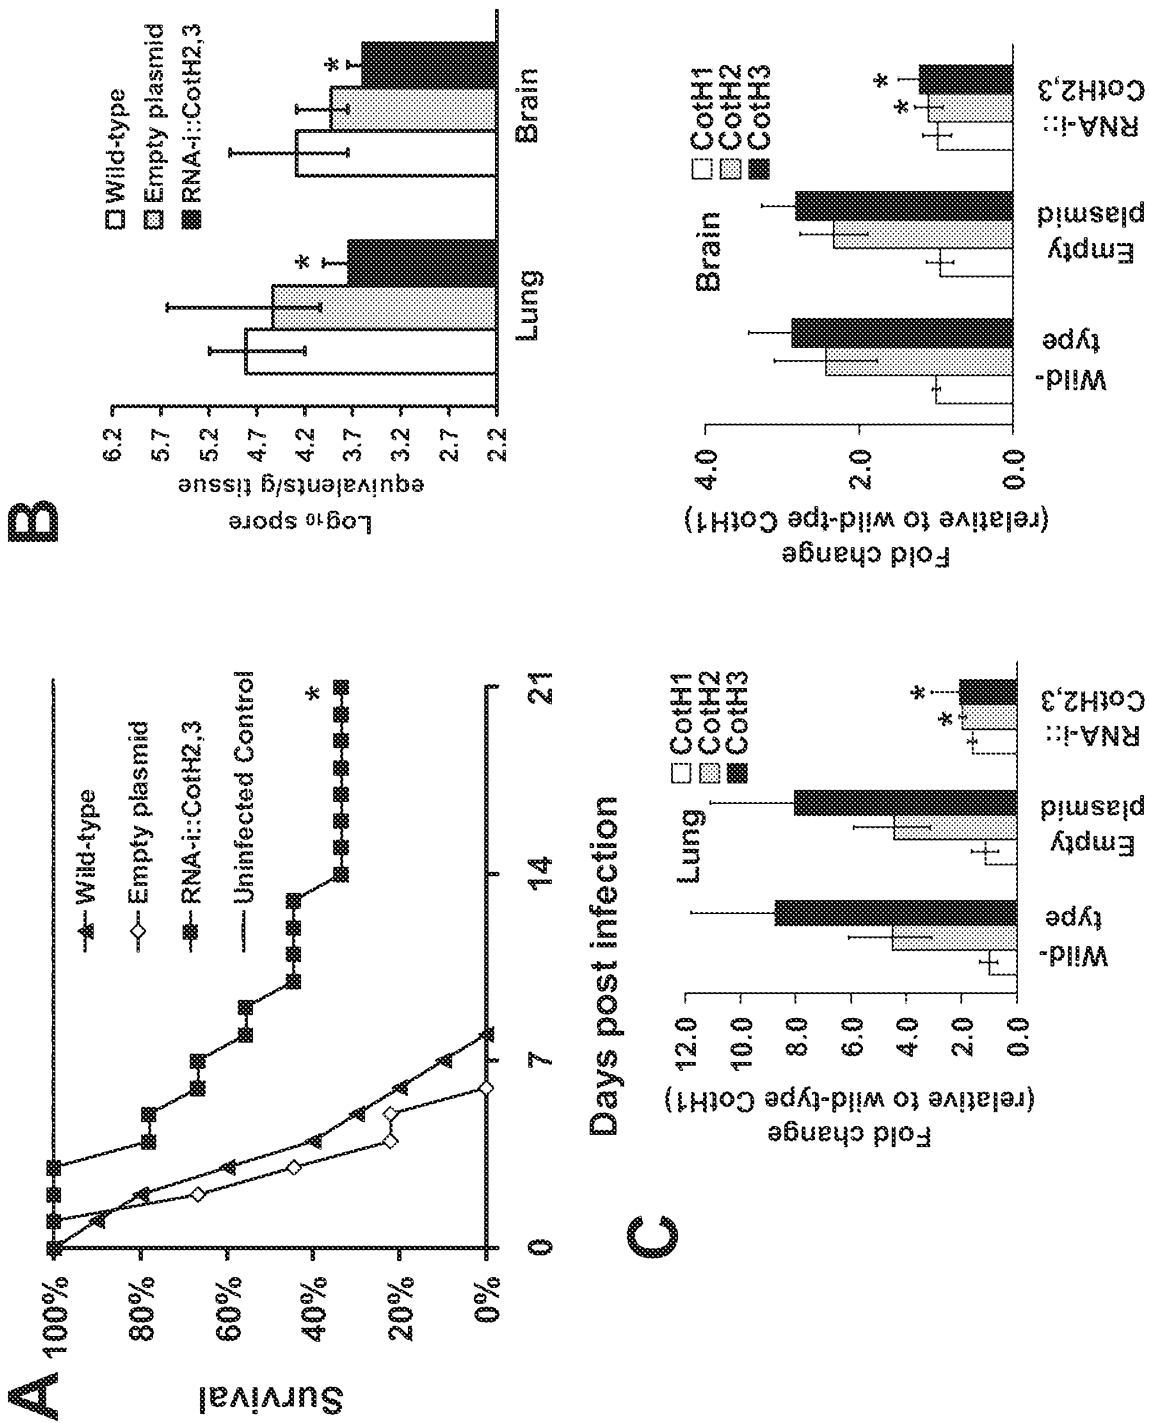 A
Survival
100%
80%
60%
40%
20%
0%
0
7
14
21
Wild-type
Empty plasmid
RNA-i::CotH2,3
Uninfected Control
*
Days post infection
B
Log₁₀ spore
equivalents/g tissue
6.2
5.7
5.2
4.7
4.2
3.7
3.2
2.7
2.2
Wild-type
Empty plasmid
RNA-i::CotH2,3
*
*
Lung
Brain
C
Fold change
(relative to wild-type CotH1)
12.0
10.0
8.0
6.0
4.0
2.0
0.0
Lung
CotH1
CotH2
CotH3
*
*
Wild-
type
Empty
plasmid
RNA-i::
CotH2,3
Fold change
(relative to wild-tpe CotH1)
4.0
2.0
0.0
Brain
CotH1
CotH2
CotH3
*
*
Wild-
type
Empty
plasmid
RNA-i::
CotH2,3